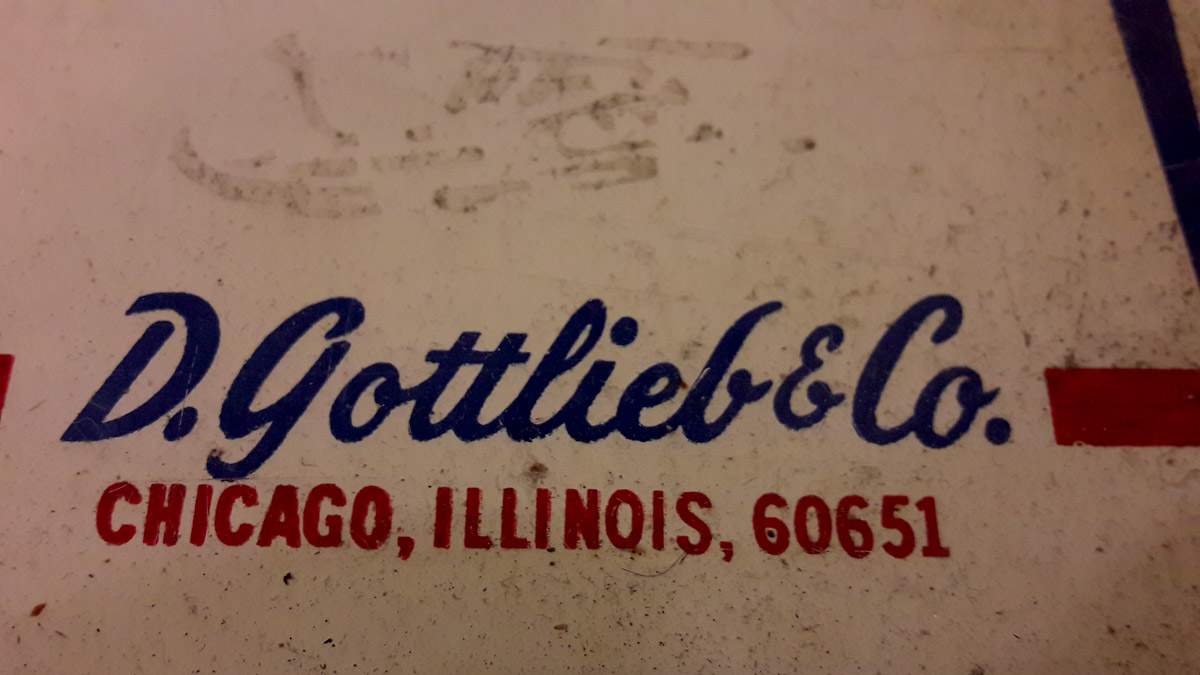 D. Gottlieb & Co.
CHICAGO, ILLINOIS, 60651